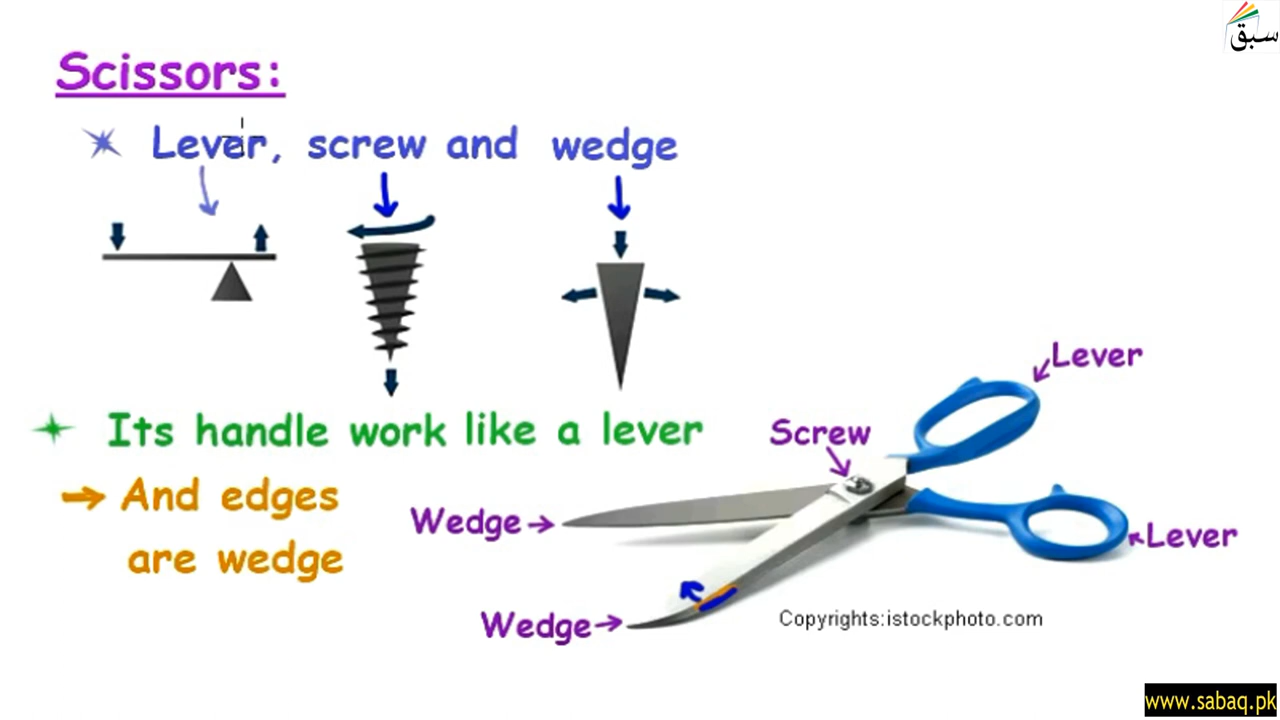 سبق
Scissors:
Lever, screw and wedge
Its handle work like a lever
And edges
are wedge
Lever
Screw
Wedge
Lever
Wedge
Copyrights:istockphoto.com
www.sabaq.pk